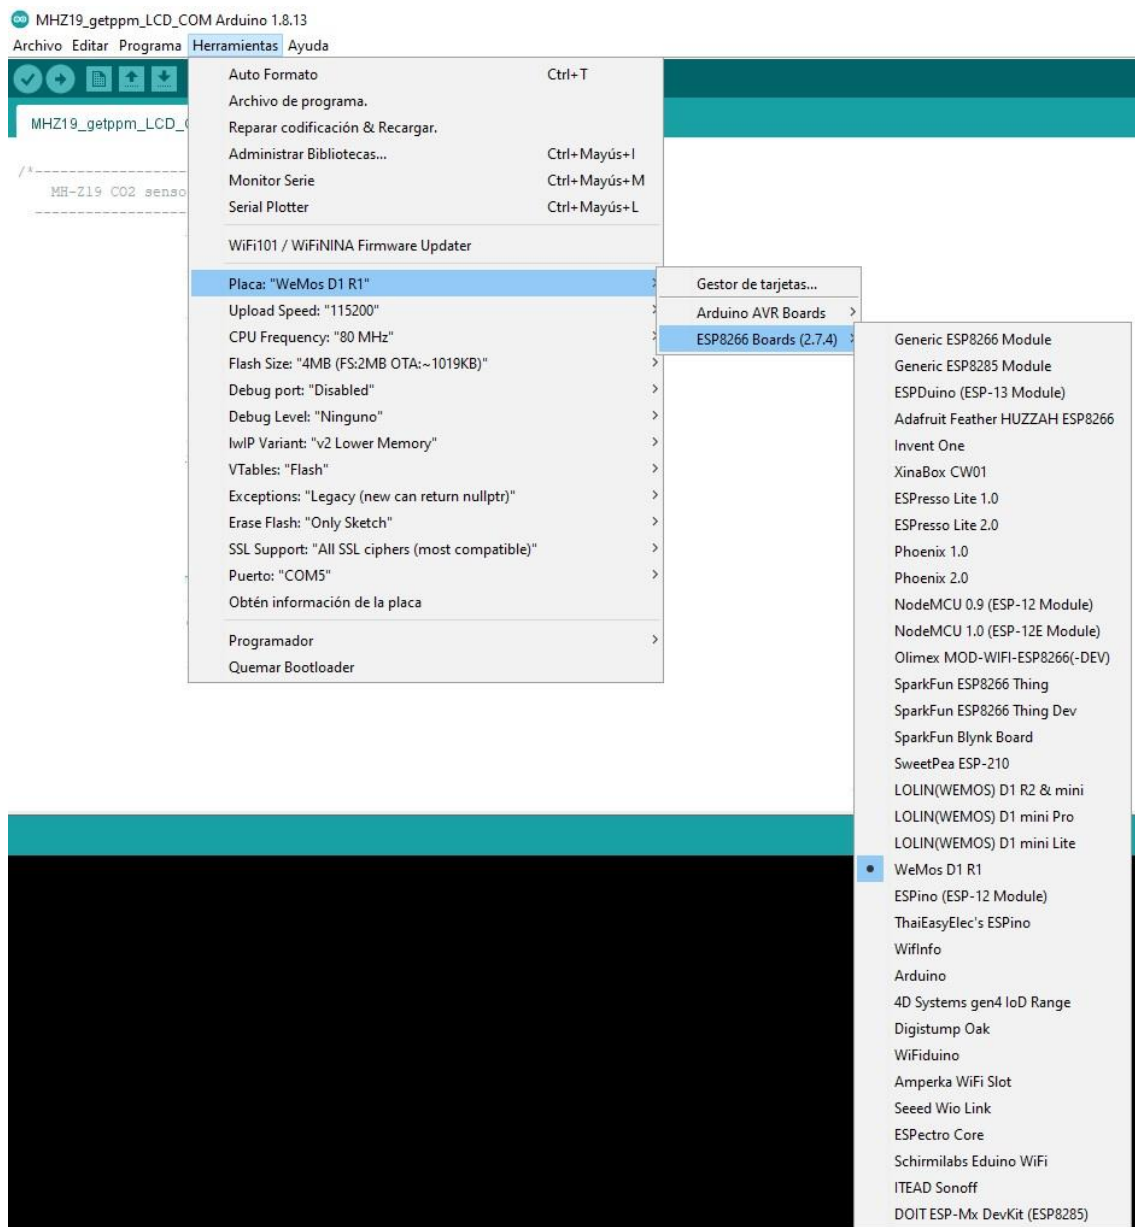 MHZ19_getppm_LCD_COM Arduino 1.8.13
Archivo Editar Programa Herramientas Ayuda
MHZ19_getppm_LCD_
/*--------------------
MH-Z19 CO2 senso
--------------------
Auto Formato Ctrl+T
Archivo de programa.
Reparar codificación & Recargar.
Administrar Bibliotecas... Ctrl+Mayús+I
Monitor Serie Ctrl+Mayús+M
Serial Plotter Ctrl+Mayús+L
WiFi101 / WiFiNINA Firmware Updater
Placa: "WeMos D1 R1"
Upload Speed: "115200"
CPU Frequency: "80 MHz"
Flash Size: "4MB (FS:2MB OTA:~1019KB)"
Debug port: "Disabled"
Debug Level: "Ninguno"
lwIP Variant: "v2 Lower Memory"
VTables: "Flash"
Exceptions: "Legacy (new can return nullptr)"
Erase Flash: "Only Sketch"
SSL Support: "All SSL ciphers (most compatible)"
Puerto: "COM5"
Obtén información de la placa
Programador
Quemar Bootloader
Gestor de tarjetas...
Arduino AVR Boards
ESP8266 Boards (2.7.4)
Generic ESP8266 Module
Generic ESP8285 Module
ESPDuino (ESP-13 Module)
Adafruit Feather HUZZAH ESP8266
Invent One
XinaBox CW01
ESPresso Lite 1.0
ESPresso Lite 2.0
Phoenix 1.0
Phoenix 2.0
NodeMCU 0.9 (ESP-12 Module)
NodeMCU 1.0 (ESP-12E Module)
Olimex MOD-WIFI-ESP8266(-DEV)
SparkFun ESP8266 Thing
SparkFun ESP8266 Thing Dev
SparkFun Blynk Board
SweetPea ESP-210
LOLIN(WEMOS) D1 R2 & mini
LOLIN(WEMOS) D1 mini Pro
LOLIN(WEMOS) D1 mini Lite
WeMos D1 R1
ESPino (ESP-12 Module)
ThaiEasyElec's ESPino
WifInfo
Arduino
4D Systems gen4 IoD Range
Digistump Oak
WiFiduino
Amperka WiFi Slot
Seeed Wio Link
ESPectro Core
Schirmilabs Eduino WiFi
ITEAD Sonoff
DOIT ESP-Mx DevKit (ESP8285)